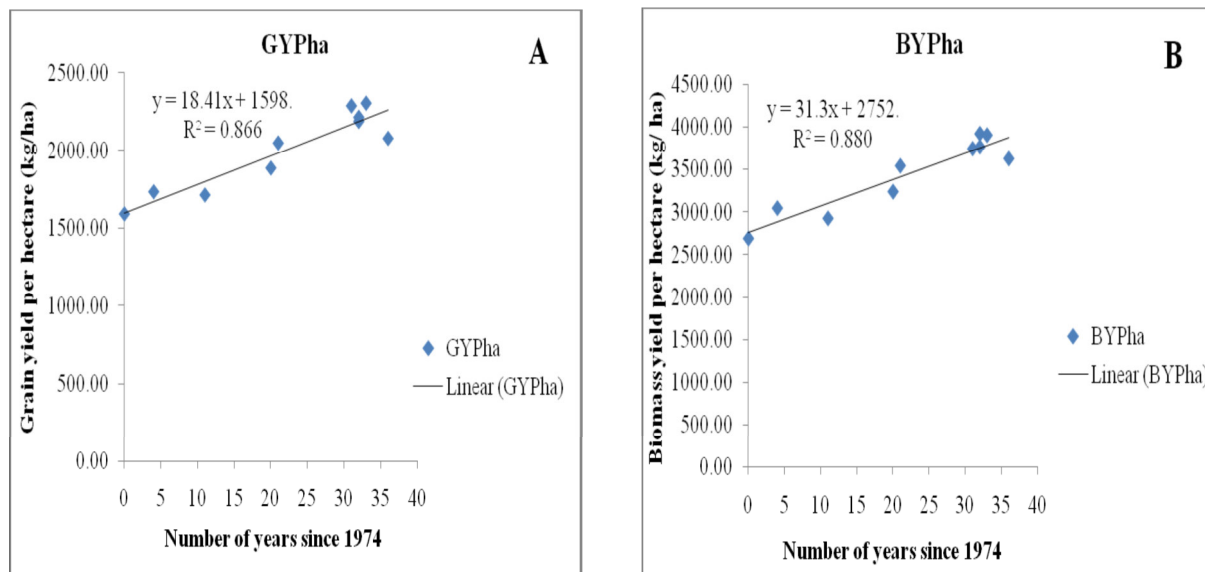 GYPha
A
2500.00
2000.00
1500.00
1000.00
500.00
0.00
y = 18.41x + 1598.
R² = 0.866
Grain yield per hectare (kg/ha)
GYPha
Linear (GYPha)
0 5 10 15 20 25 30 35 40
Number of years since 1974
BYPha
B
4500.00
4000.00
3500.00
3000.00
2500.00
2000.00
1500.00
1000.00
500.00
0.00
y = 31.3x + 2752.
R² = 0.880
Biomass yield per hectare (kg/ ha)
BYPha
Linear (BYPha)
0 5 10 15 20 25 30 35 40
Number of years since 1974